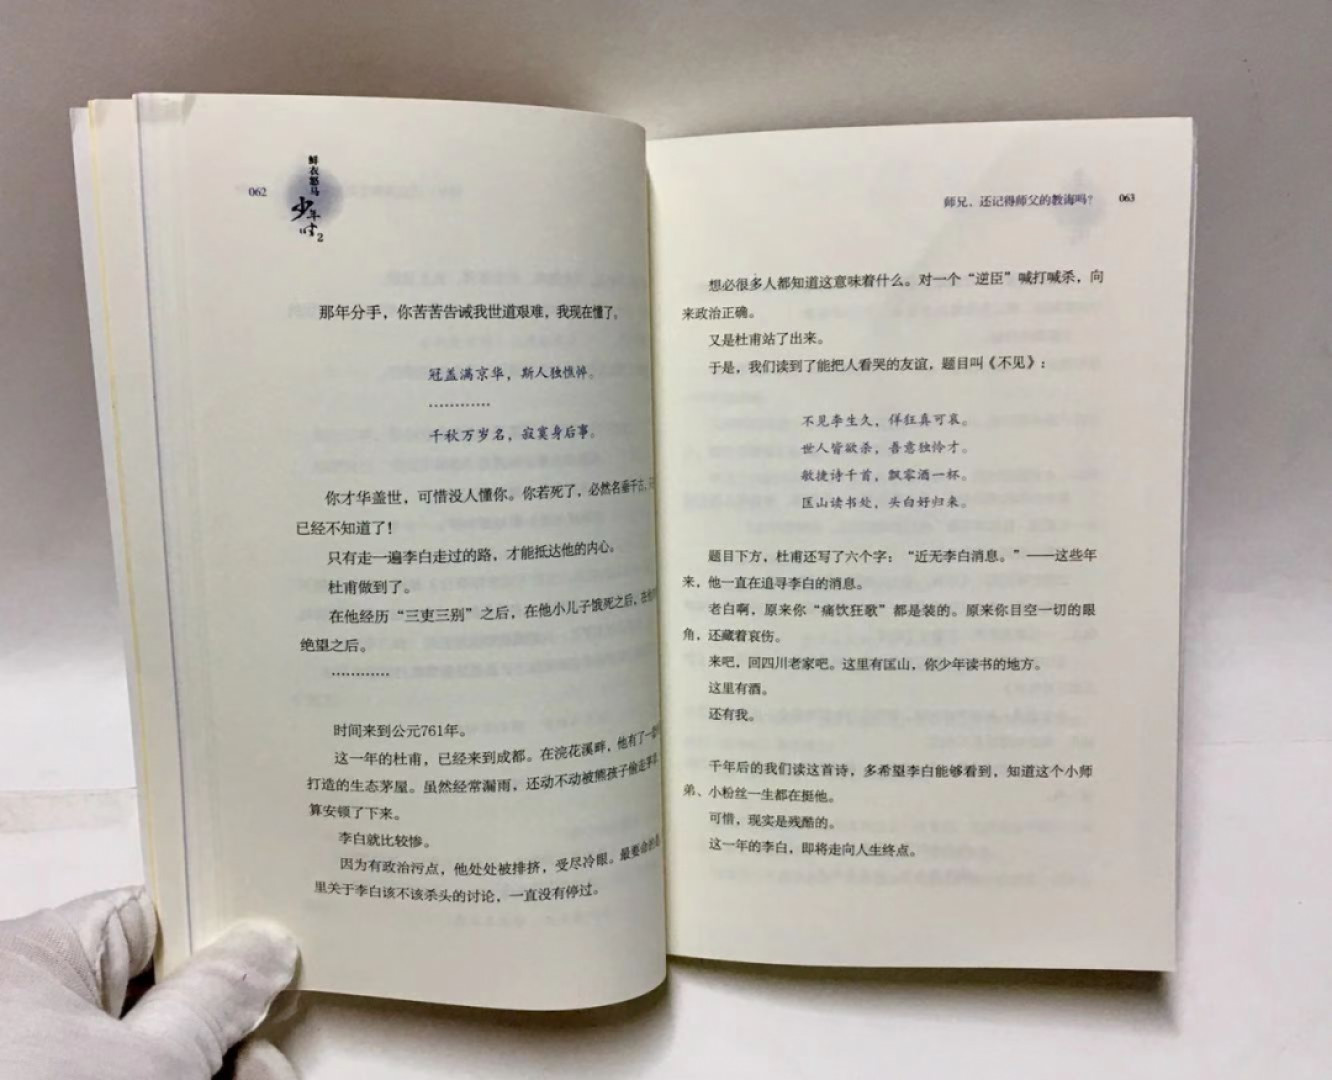 062
鲜衣怒马
少年时2
那年分手，你苦苦告诫我世道艰难，我现在懂了。
冠盖满京华，斯人独憔悴。
…………
千秋万岁名，寂寞身后事。
你才华盖世，可惜没人懂你。你若死了，必然名垂千古，
已经不知道了！
只有走一遍李白走过的路，才能抵达他的内心。
杜甫做到了。
在他经历“三吏三别”之后，在他小儿子饿死之后，在他
绝望之后。
…………
时间来到公元761年。
这一年的杜甫，已经来到成都。在浣花溪畔，他有了一
打造的生态茅屋。虽然经常漏雨，还动不动被熊孩子偷走茅草，
算安顿了下来。
李白就比较惨。
因为有政治污点，他处处被排挤，受尽冷眼。最要命的是，
里关于李白该不该杀头的讨论，一直没有停过。
师兄，还记得师父的教诲吗？ 063
想必很多人都知道这意味着什么。对一个“逆臣”喊打喊杀，向
来政治正确。
又是杜甫站了出来。
于是，我们读到了能把人看哭的友谊，题目叫《不见》：
不见李生久，佯狂真可哀。
世人皆欲杀，吾意独怜才。
敏捷诗千首，飘零酒一杯。
匡山读书处，头白好归来。
题目下方，杜甫还写了六个字：“近无李白消息。”——这些年
来，他一直在追寻李白的消息。
老白啊，原来你“痛饮狂歌”都是装的。原来你目空一切的眼
角，还藏着哀伤。
来吧，回四川老家吧。这里有匡山，你少年读书的地方。
这里有酒。
还有我。
千年后的我们读这首诗，多希望李白能够看到，知道这个小师
弟、小粉丝一生都在挺他。
可惜，现实是残酷的。
这一年的李白，即将走向人生终点。